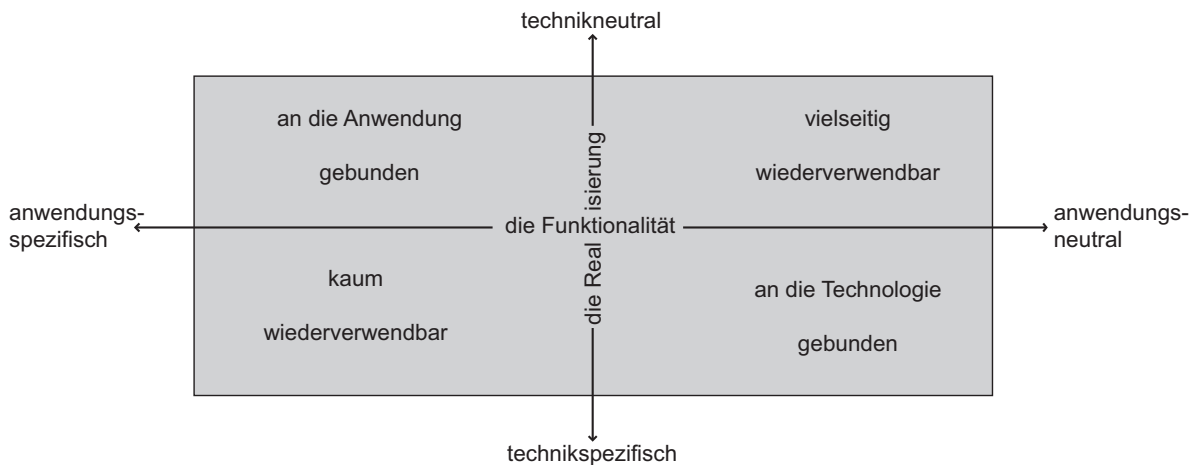 technikneutral
an die Anwendung
gebunden
vielseitig
wiederverwendbar
anwendungs-
spezifisch
die Funktionalität
die Realisierung
anwendungs-
neutral
kaum
wiederverwendbar
an die Technologie
gebunden
technikspezifisch